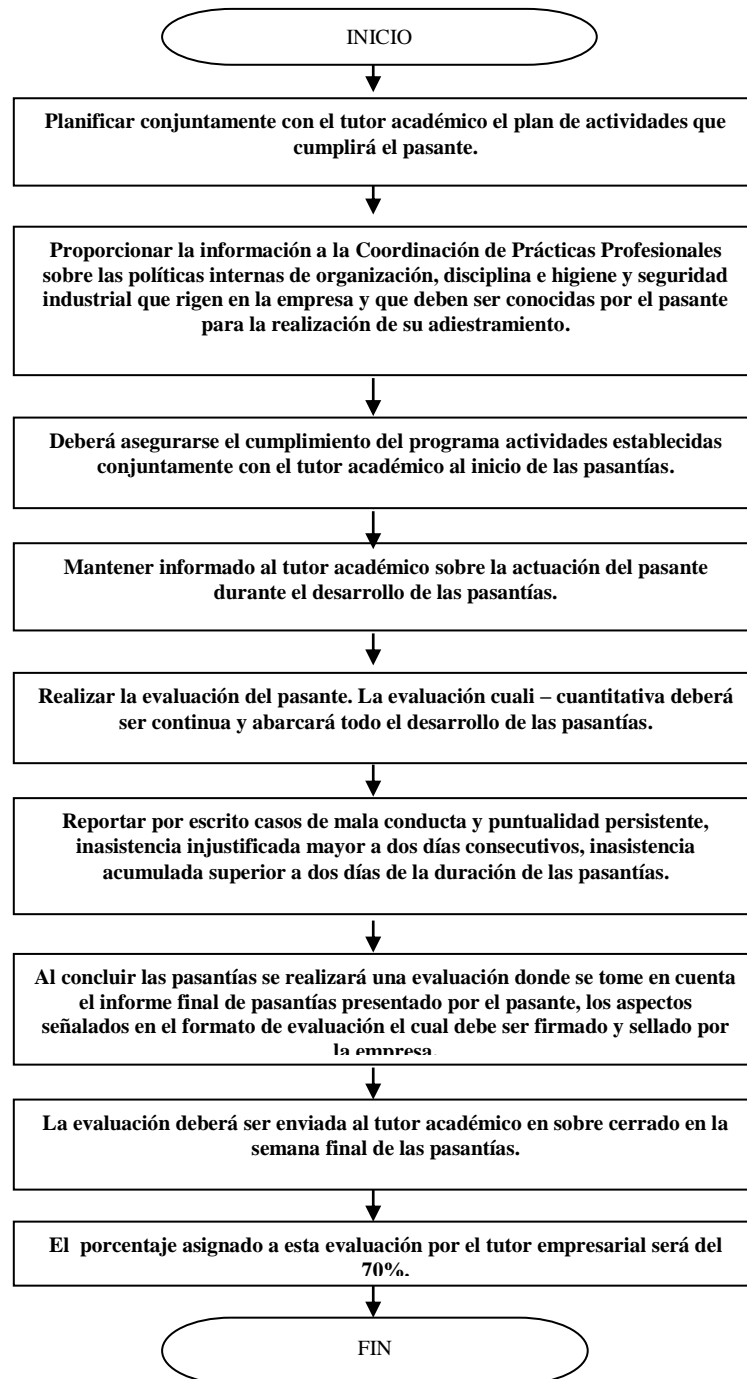 INICIO
Planificar conjuntamente con el tutor académico el plan de actividades que
cumplirá el pasante.
Proporcionar la información a la Coordinación de Prácticas Profesionales
sobre las políticas internas de organización, disciplina e higiene y seguridad
industrial que rigen en la empresa y que deben ser conocidas por el pasante
para la realización de su adiestramiento.
Deberá asegurarse el cumplimiento del programa actividades establecidas
conjuntamente con el tutor académico al inicio de las pasantías.
Mantener informado al tutor académico sobre la actuación del pasante
durante el desarrollo de las pasantías.
Realizar la evaluación del pasante. La evaluación cuali – cuantitativa deberá
ser continua y abarcará todo el desarrollo de las pasantías.
Reportar por escrito casos de mala conducta y puntualidad persistente,
inasistencia injustificada mayor a dos días consecutivos, inasistencia
acumulada superior a dos días de la duración de las pasantías.
Al concluir las pasantías se realizará una evaluación donde se tome en cuenta
el informe final de pasantías presentado por el pasante, los aspectos
señalados en el formato de evaluación el cual debe ser firmado y sellado por
la empresa.
La evaluación deberá ser enviada al tutor académico en sobre cerrado en la
semana final de las pasantías.
El porcentaje asignado a esta evaluación por el tutor empresarial será del
70%.
FIN